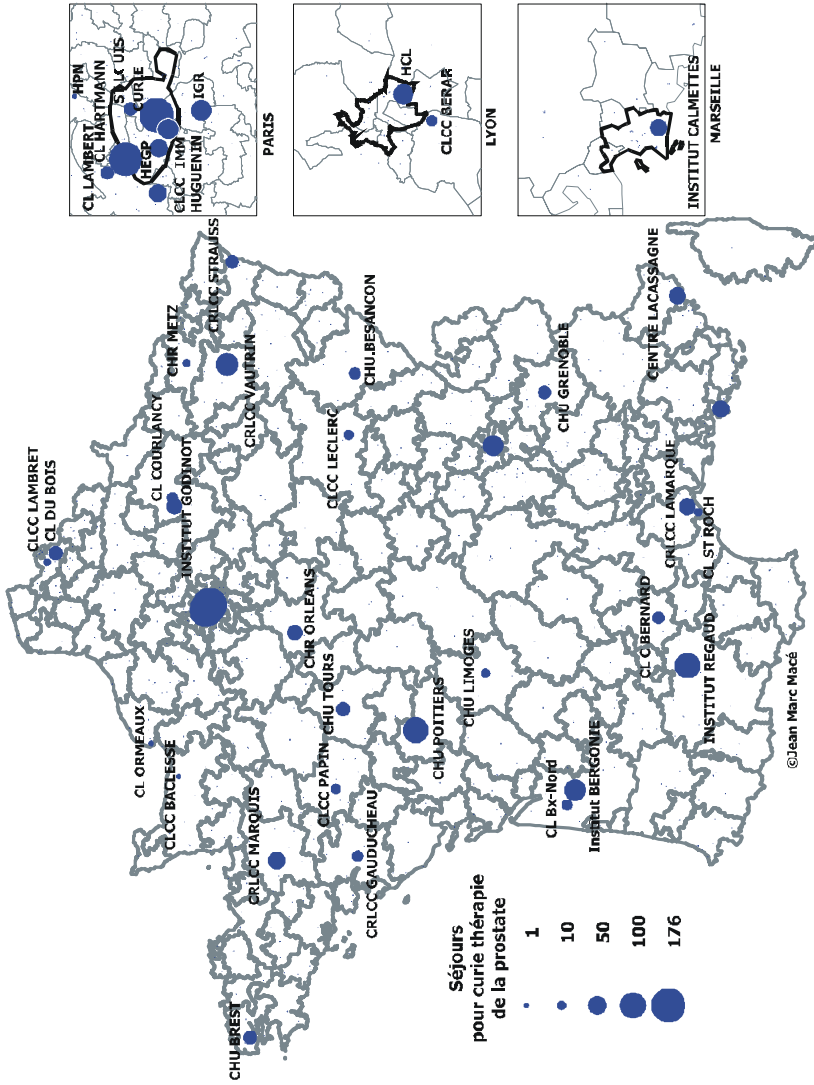 CHU BREST
CRLCC MARQUIS
CRLCC GAUDUCHEAU
CLCC BACLESSE
CL ORMEAUX
CLCC PAPIN
CHU TOURS
CHR ORLEANS
CHU POITIERS
CHU LIMOGES
CL Bx-Nord
Institut BERGONIE
INSTITUT REGAUD
CL C BERNARD
CL ST ROCH
CRLCC LAMARQUE
CLCC LAMBRET
CL DU BOIS
CL COURLANCY
INSTITUT GODINOT
CHR METZ
CRLCC VAUTRIN
CRLCC STRAUSS
CLCC LECLERC
CHU.BESANCON
CHU GRENOBLE
CENTRE LACASSAGNE
Séjours
pour curie thérapie
de la prostate
1
10
50
100
176
©Jean Marc Macé
HPN
CL LAMBERT
CL HARTMANN
ST LOUIS
CURIE
HEGP
IMM
CLCC
HUGUENIN
IGR
PARIS
HCL
CLCC BERAR
LYON
INSTITUT CALMETTES
MARSEILLE